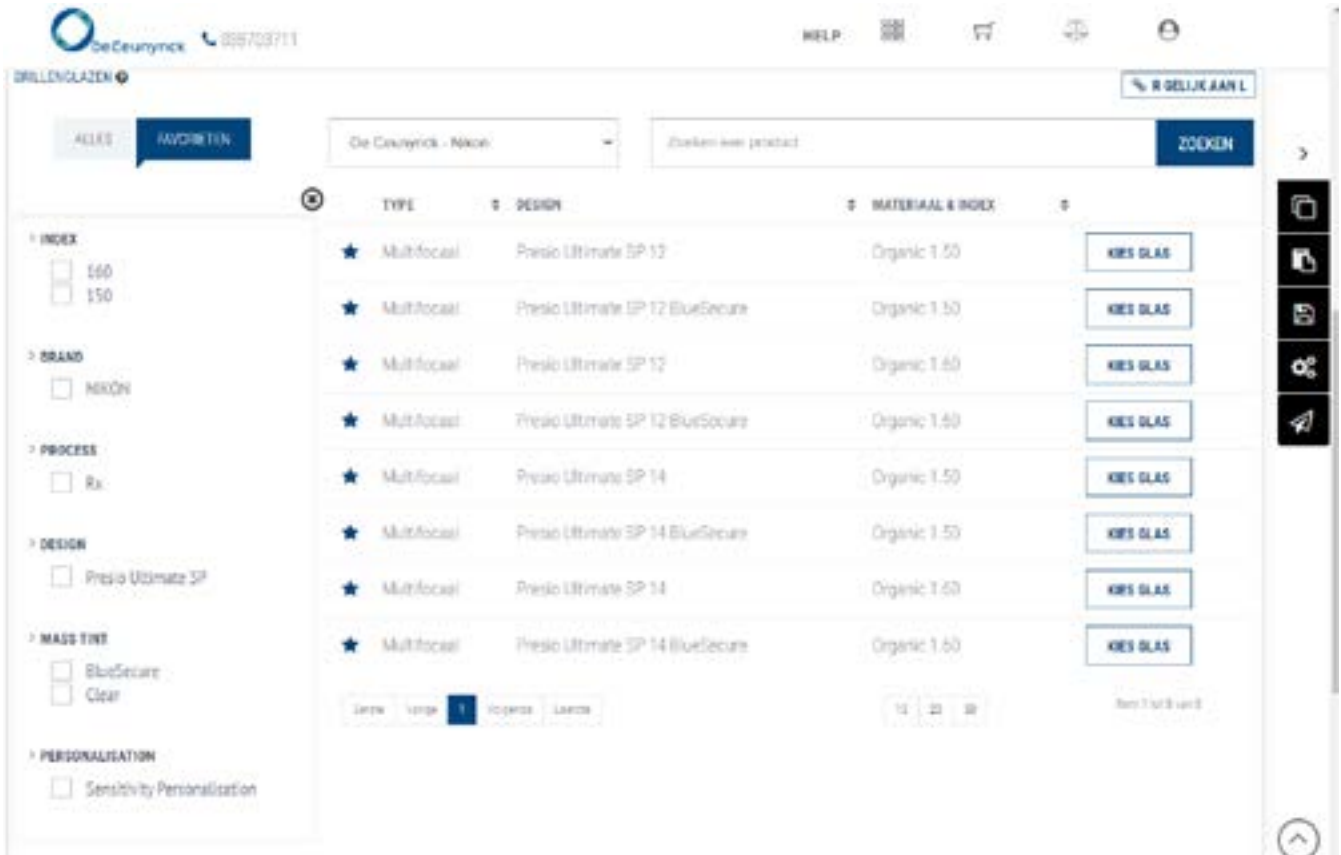 De Ceunynck
HELP
BRILLENGLAZEN
R GELIJK AAN L
ALLES
FAVORIETEN
De Ceunynck - Nikon
Zoeken een product
ZOEKEN
TYPE
DESIGN
MATERIAAL & INDEX
INDEX
160
150
BRAND
NIKON
PROCESS
Rx
DESIGN
Presio Ultimate SP
MASS TINT
BlueSecure
Clear
PERSONALISATION
Sensitivity Personalisation
Multifocaal Presio Ultimate SP 12 Organic 1.50 KIES GLAS
Multifocaal Presio Ultimate SP 12 BlueSecure Organic 1.50 KIES GLAS
Multifocaal Presio Ultimate SP 12 Organic 1.60 KIES GLAS
Multifocaal Presio Ultimate SP 12 BlueSecure Organic 1.60 KIES GLAS
Multifocaal Presio Ultimate SP 14 Organic 1.50 KIES GLAS
Multifocaal Presio Ultimate SP 14 BlueSecure Organic 1.50 KIES GLAS
Multifocaal Presio Ultimate SP 14 Organic 1.60 KIES GLAS
Multifocaal Presio Ultimate SP 14 BlueSecure Organic 1.60 KIES GLAS
Eerste Vorige 1 Volgende Laatste